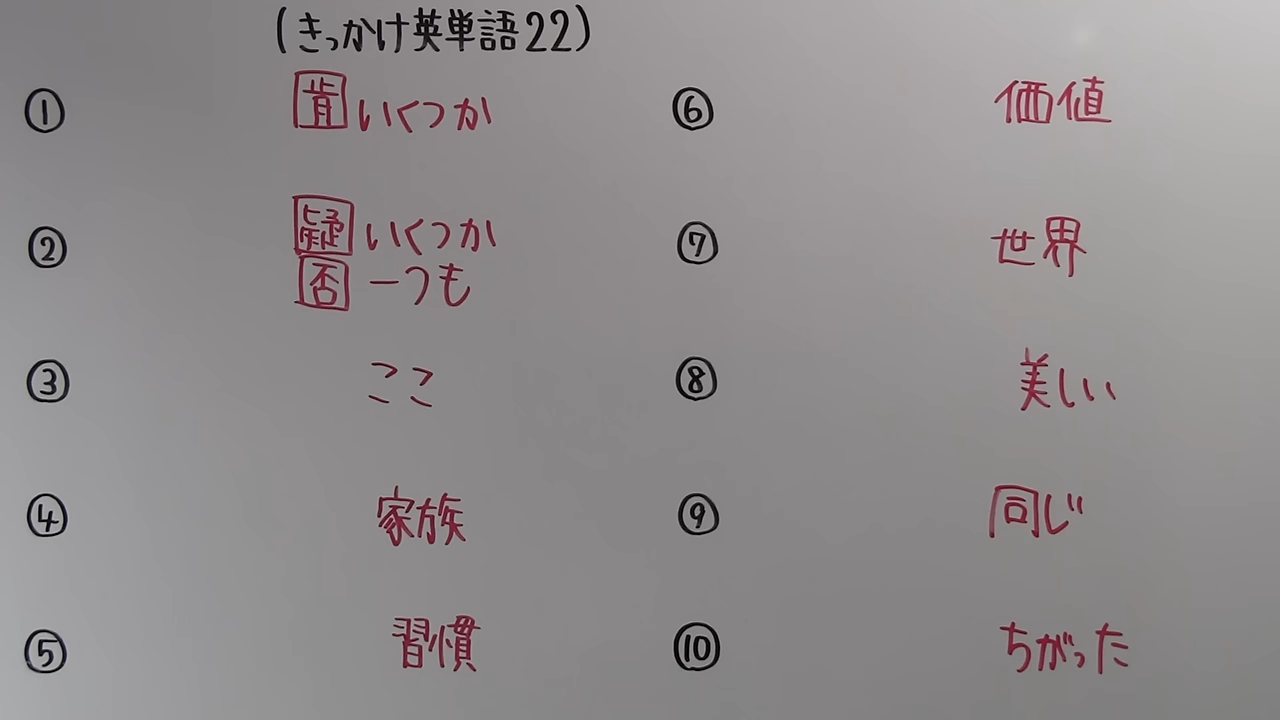 (きっかけ英単語22)
① 肯 いくつか
② 疑 いくつか
否 一つも
③ ここ
④ 家族
⑤ 習慣
⑥ 価値
⑦ 世界
⑧ 美しい
⑨ 同じ
⑩ ちがった